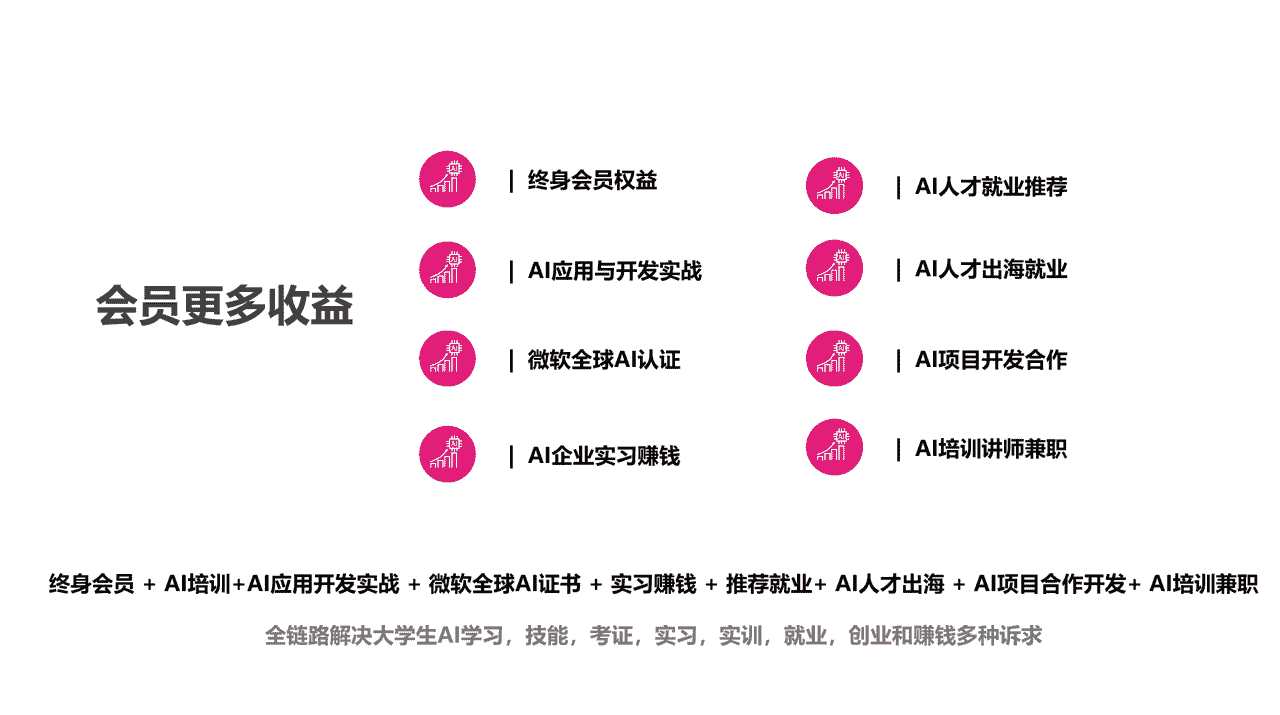 会员更多收益
| 终身会员权益
| AI应用与开发实战
| 微软全球AI认证
| AI企业实习赚钱
| AI人才就业推荐
| AI人才出海就业
| AI项目开发合作
| AI培训讲师兼职
终身会员 + AI培训+AI应用开发实战 + 微软全球AI证书 + 实习赚钱 + 推荐就业+ AI人才出海 + AI项目合作开发+ AI培训兼职
全链路解决大学生AI学习，技能，考证，实习，实训，就业，创业和赚钱多种诉求